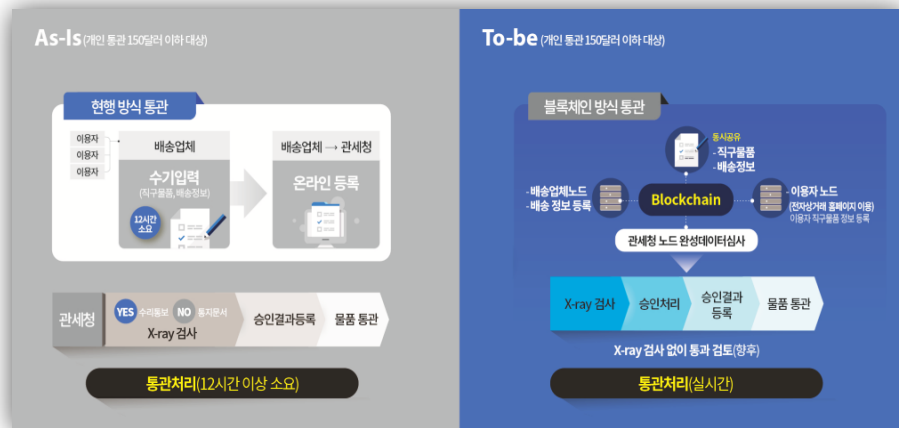 As-Is (개인 통관 150달러 이하 대상)
현행 방식 통관
이용자
이용자
이용자
배송업체
수기입력
(직구물품, 배송정보)
12시간
소요
배송업체 → 관세청
온라인 등록
관세청
YES 수리통보 NO 통지문서
X-ray 검사
승인결과등록
물품 통관
통관처리(12시간 이상 소요)
To-be (개인 통관 150달러 이하 대상)
블록체인 방식 통관
동시공유
- 직구물품
- 배송정보
- 배송업체노드
- 배송 정보 등록
Blockchain
- 이용자 노드
(전자상거래 홈페이지 이용)
이용자 직구물품 정보 등록
관세청 노드 완성데이터심사
X-ray 검사
승인처리
승인결과
등록
물품 통관
X-ray 검사 없이 통과 검토(향후)
통관처리(실시간)